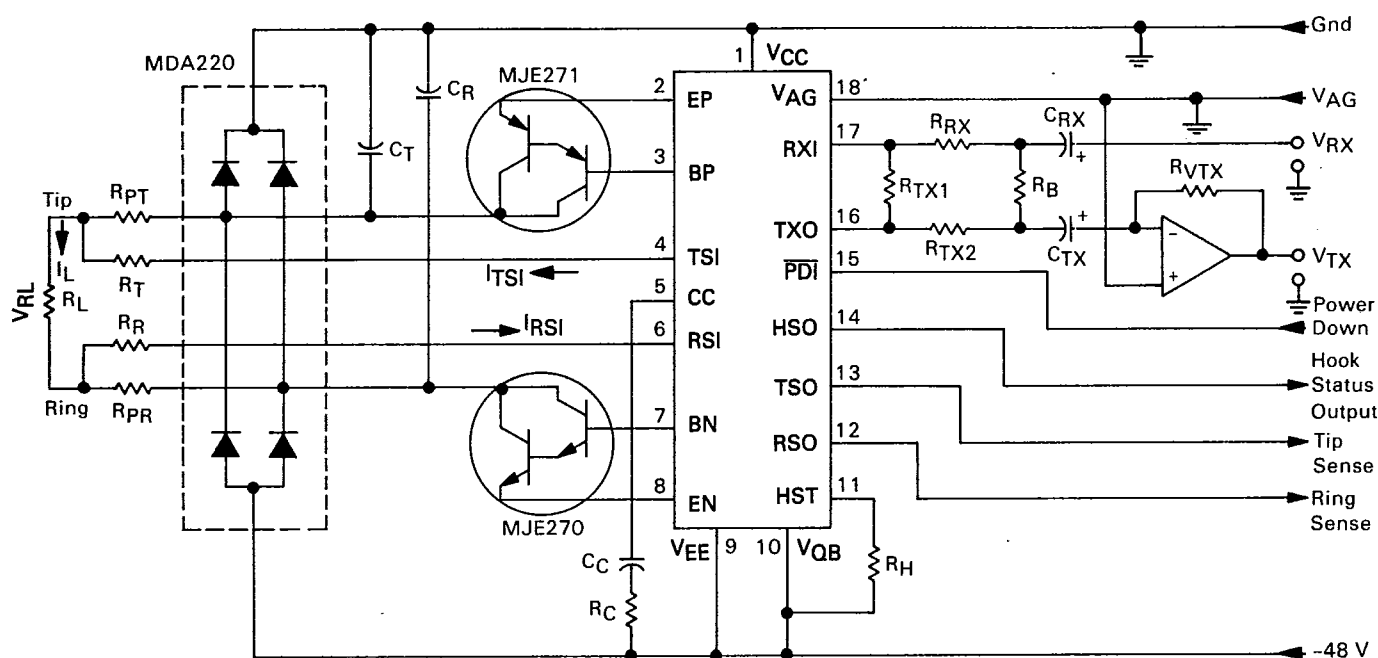 Gnd
MDA220
1
VCC
MJE271
2
EP
VAG
18
VAG
CR
CRX
17
RXI
RRX
+
VRX
CT
3
BP
RTX1
RB
RVTX
RPT
Tip
16
TXO
RTX2
CTX
+
−
+
VTX
4
TSI
ITSI
RT
IL
RL
VRL
15
PDI
5
CC
Power
Down
RR
IRSI
6
RSI
14
HSO
Hook
Status
Output
13
TSO
Ring
RPR
7
BN
12
RSO
Tip
Sense
8
EN
11
HST
Ring
Sense
MJE270
VEE
9
10
VQB
CC
RH
RC
-48 V